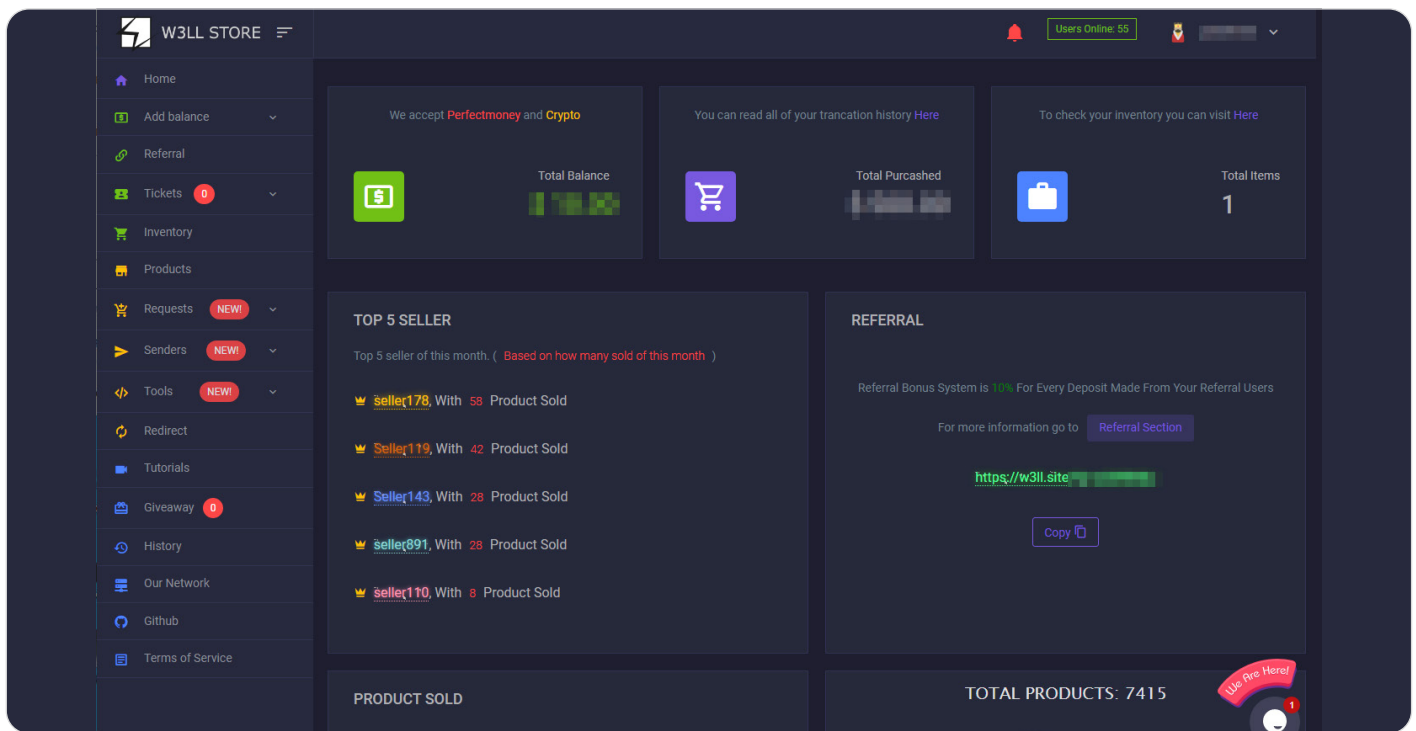 W3LL STORE
Users Online: 55
Home
Add balance
Referral
Tickets 0
Inventory
Products
Requests NEW!
Senders NEW!
Tools NEW!
Redirect
Tutorials
Giveaway 0
History
Our Network
Github
Terms of Service
We accept Perfectmoney and Crypto
Total Balance
You can read all of your trancation history Here
Total Purcashed
To check your inventory you can visit Here
Total Items
1
TOP 5 SELLER
Top 5 seller of this month. ( Based on how many sold of this month )
seller178, With 58 Product Sold
Seller119, With 42 Product Sold
Seller143, With 28 Product Sold
seller891, With 28 Product Sold
seller110, With 8 Product Sold
REFERRAL
Referral Bonus System is 10% For Every Deposit Made From Your Referral Users
For more information go to Referral Section
https://w3ll.site
Copy
PRODUCT SOLD
TOTAL PRODUCTS: 7415
We Are Here!
1